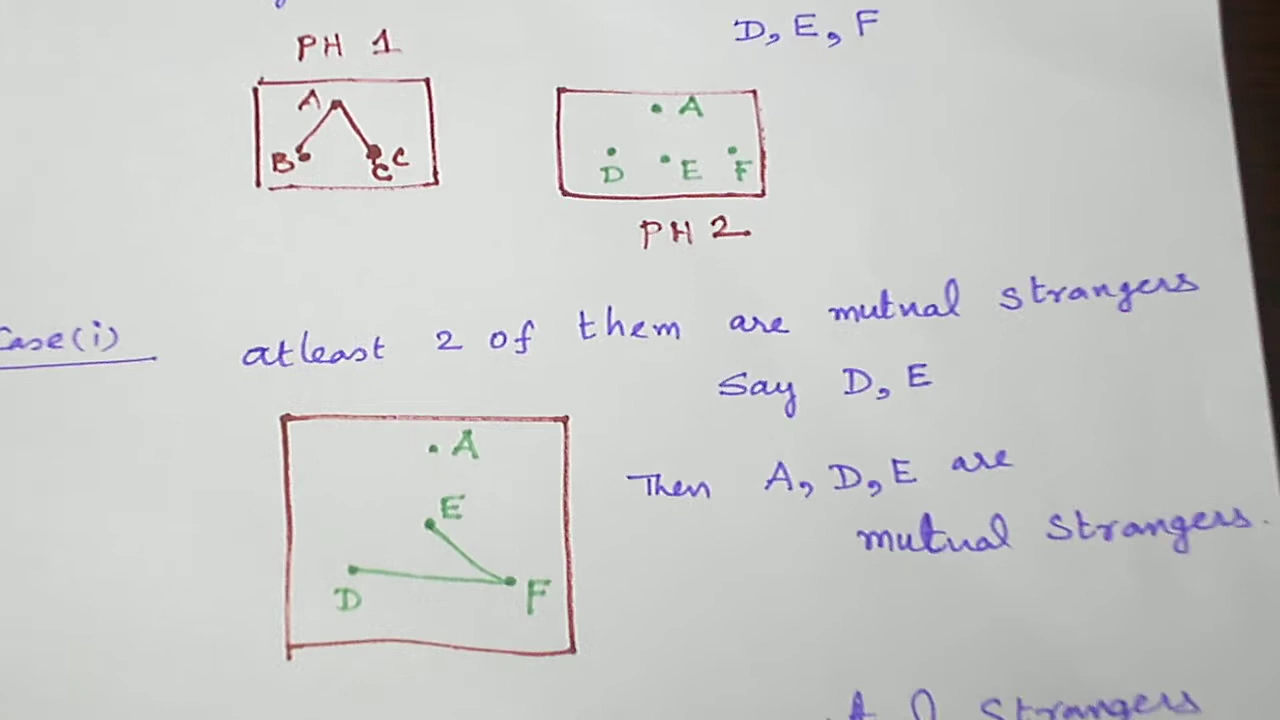 D, E, F
PH 1
A
B C
C
A
D E F
PH 2
Case(i) atleast 2 of them are mutual strangers
Say D, E
A
Then A, D, E are
E
mutual strangers.
D F
strangers